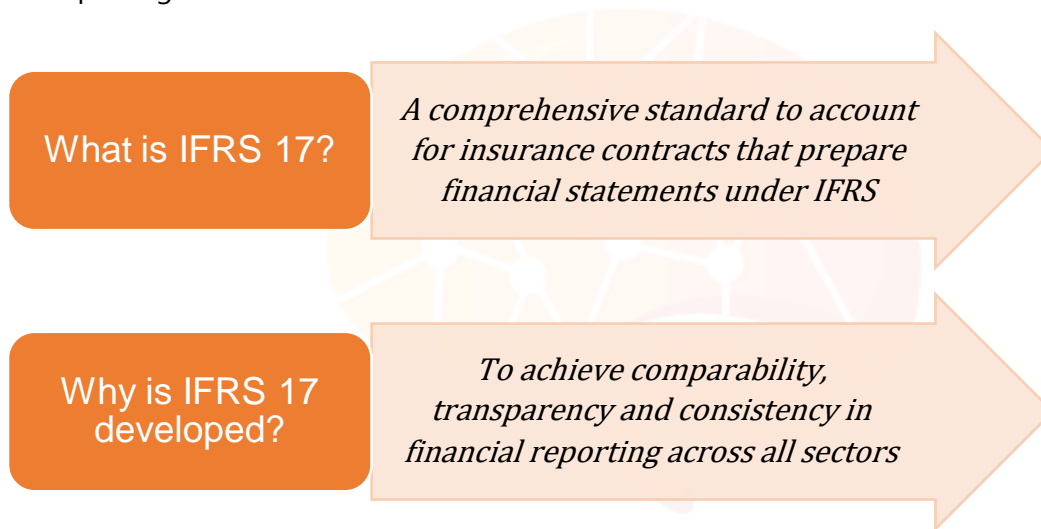 What is IFRS 17?
A comprehensive standard to account
for insurance contracts that prepare
financial statements under IFRS
Why is IFRS 17
developed?
To achieve comparability,
transparency and consistency in
financial reporting across all sectors